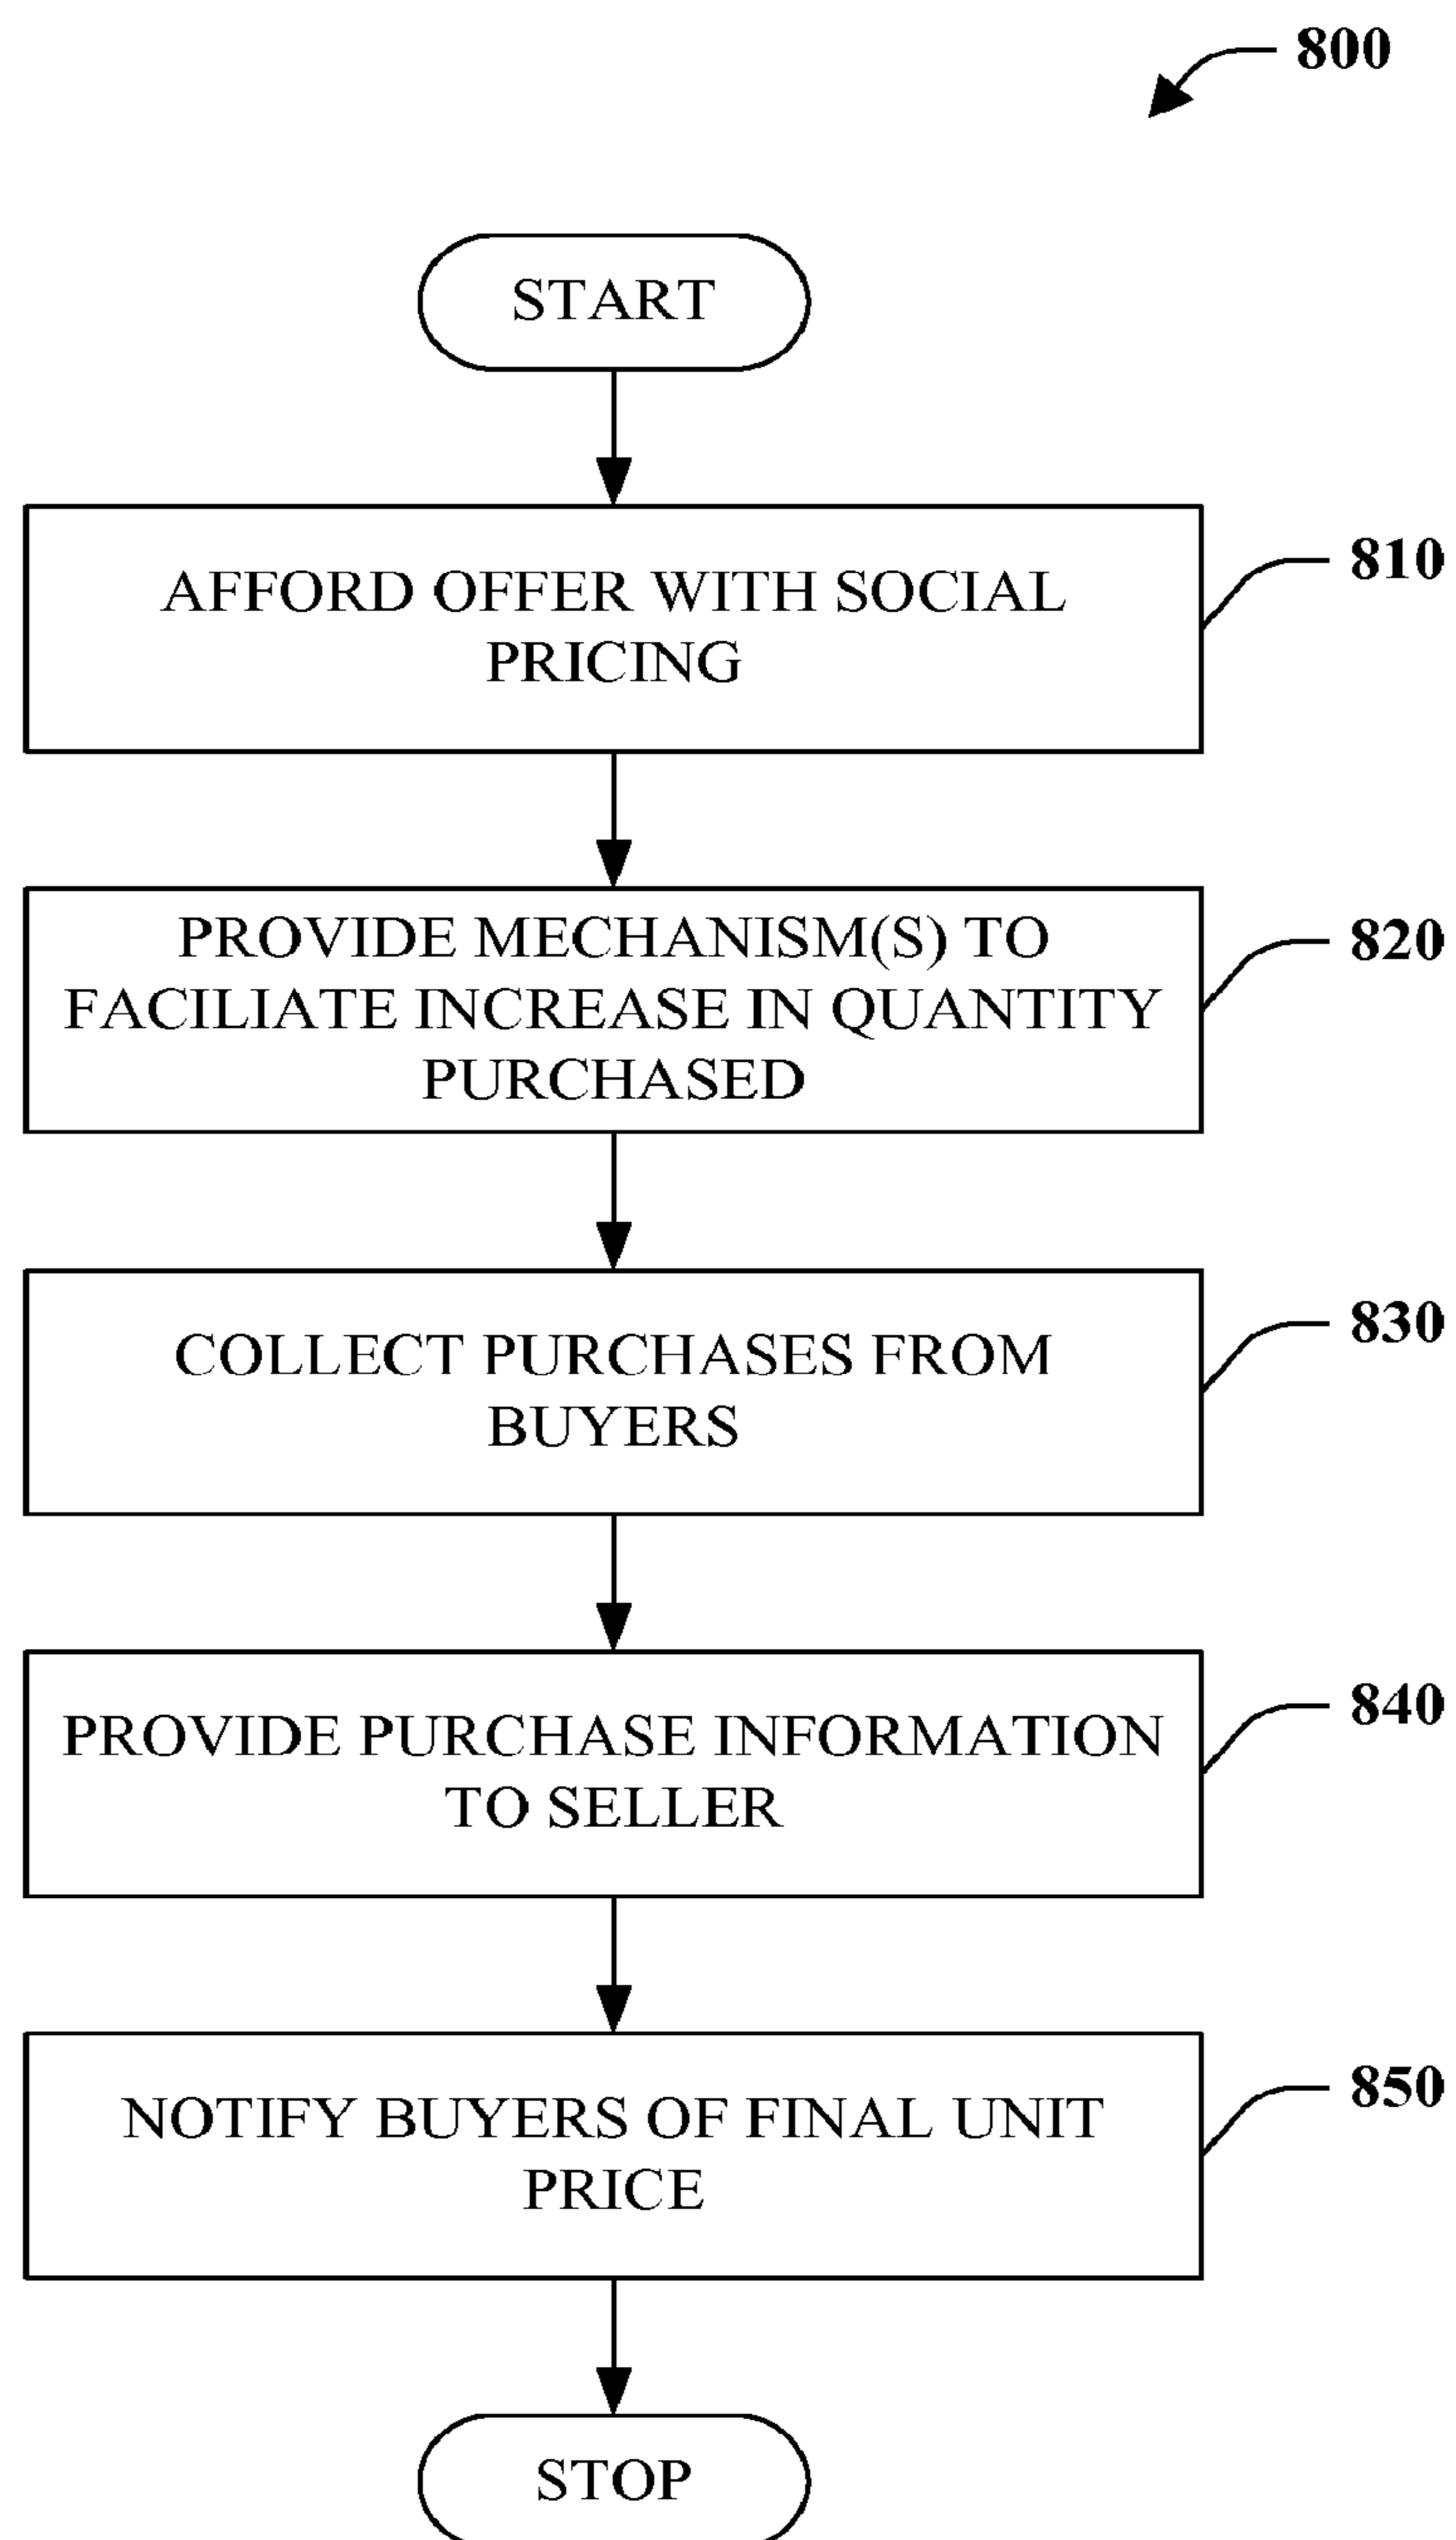 800
START
AFFORD OFFER WITH SOCIAL
PRICING
810
PROVIDE MECHANISM(S) TO
FACILIATE INCREASE IN QUANTITY
PURCHASED
820
COLLECT PURCHASES FROM
BUYERS
830
PROVIDE PURCHASE INFORMATION
TO SELLER
840
NOTIFY BUYERS OF FINAL UNIT
PRICE
850
STOP